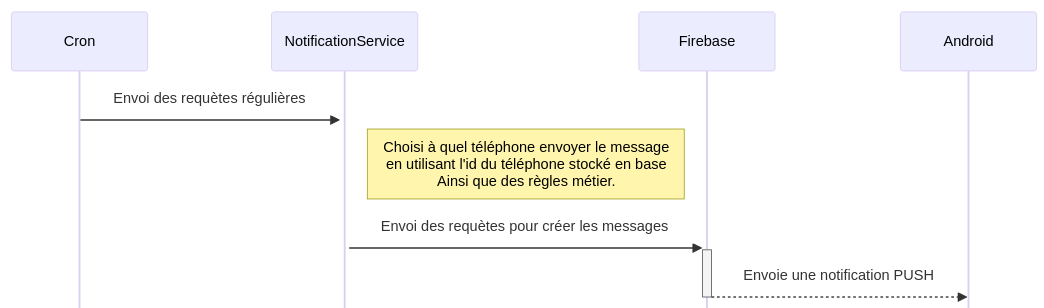 Cron
NotificationService
Firebase
Android
Envoi des requètes régulières
Choisi à quel téléphone envoyer le message
en utilisant l'id du téléphone stocké en base
Ainsi que des règles métier.
Envoi des requètes pour créer les messages
Envoie une notification PUSH